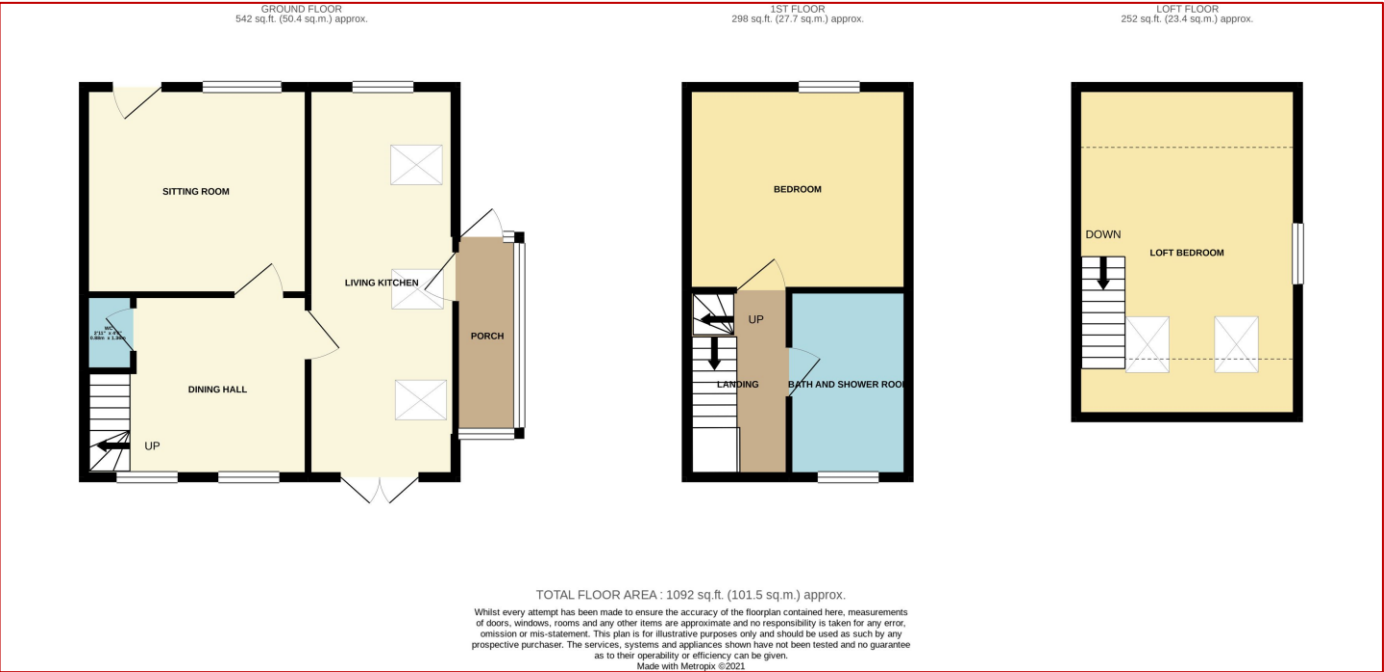 GROUND FLOOR
542 sq.ft. (50.4 sq.m.) approx.
1ST FLOOR
298 sq.ft. (27.7 sq.m.) approx.
LOFT FLOOR
252 sq.ft. (23.4 sq.m.) approx.
SITTING ROOM
LIVING KITCHEN
WC
PORCH
DINING HALL
UP
BEDROOM
UP
LANDING
BATH AND SHOWER ROO
DOWN
LOFT BEDROOM
TOTAL FLOOR AREA : 1092 sq.ft. (101.5 sq.m.) approx.
Whilst every attempt has been made to ensure the accuracy of the floorplan contained here, measurements
of doors, windows, rooms and any other items are approximate and no responsibility is taken for any error,
omission or mis-statement. This plan is for illustrative purposes only and should be used as such by any
prospective purchaser. The services, systems and appliances shown have not been tested and no guarantee
as to their operability or efficiency can be given.
Made with Metropix ©2021